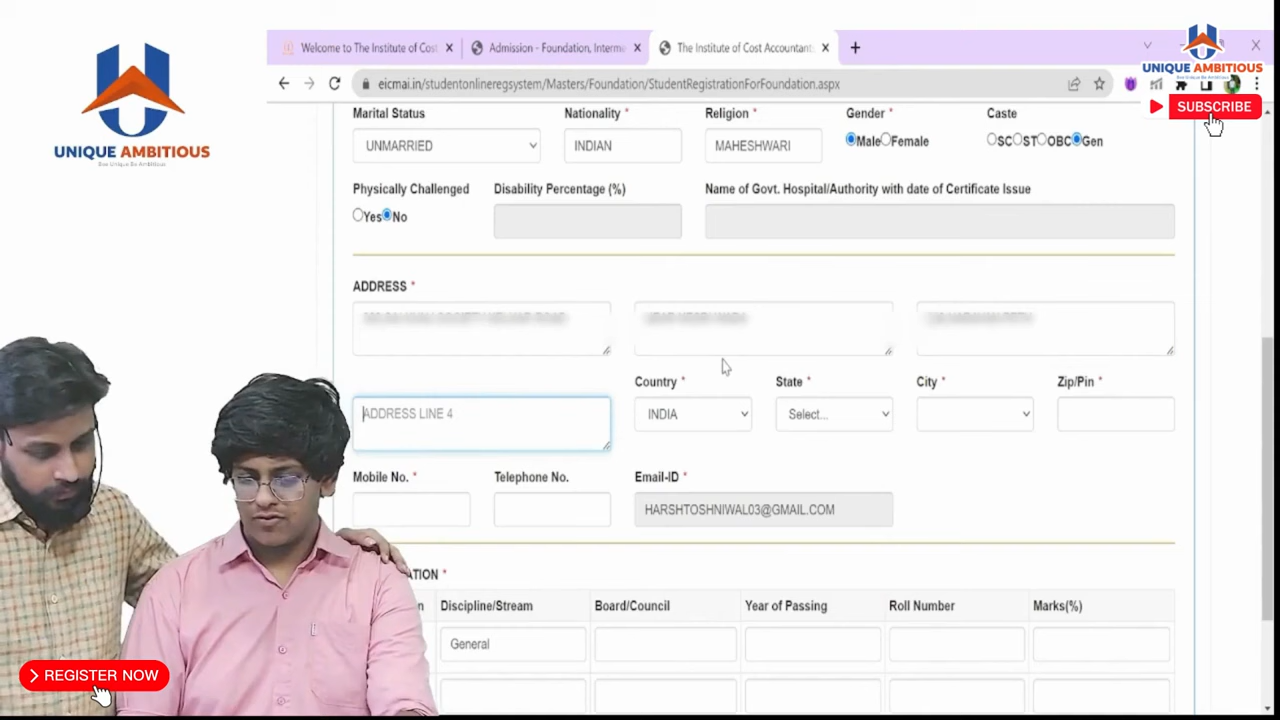 Welcome to The Institute of Cost
Admission - Foundation, Interme
The Institute of Cost Accountant
UNIQUE AMBITIOUS
eicmai.in/studentonlineregsystem/Masters/Foundation/StudentRegistrationForFoundation.aspx
SUBSCRIBE
UNIQUE AMBITIOUS
Marital Status Nationality * Religion * Gender * Caste
UNMARRIED INDIAN MAHESHWARI Male Female SC ST OBC Gen
Physically Challenged Disability Percentage (%) Name of Govt. Hospital/Authority with date of Certificate Issue
Yes No
ADDRESS *
Country * State * City * Zip/Pin *
ADDRESS LINE 4 INDIA Select...
Mobile No. * Telephone No. Email-ID *
HARSHTOSHNIWAL03@GMAIL.COM
ATION *
n Discipline/Stream Board/Council Year of Passing Roll Number Marks(%)
General
> REGISTER NOW